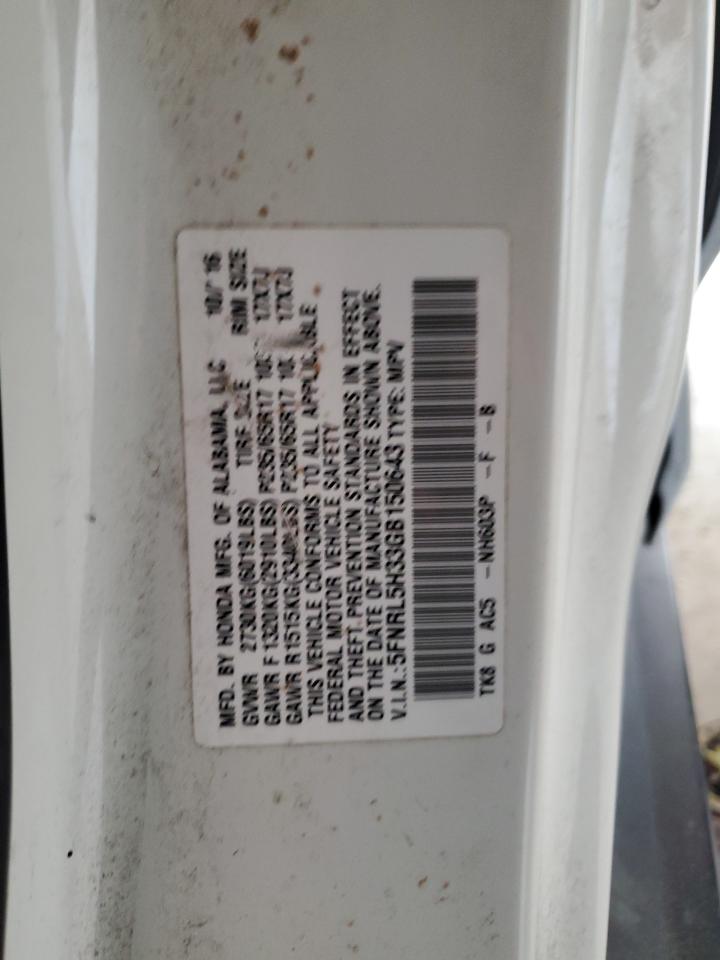 MFD. BY HONDA MFG. OF ALABAMA, LLC 10/'16
GVWR 2730KG(6019LBS) TIRE SIZE RIM SIZE
GAWR F 1320KG(2910LBS) P235/65R17 17X7J
GAWR R 1515KG(3340LBS) P235/65R17 17X7J
THIS VEHICLE CONFORMS TO ALL APPLICABLE
FEDERAL MOTOR VEHICLE SAFETY
AND THEFT PREVENTION STANDARDS IN EFFECT
ON THE DATE OF MANUFACTURE SHOWN ABOVE.
V.I.N.:5FNRL5H33GB150643 TYPE: MPV
TK8 G AC5 -NH603P -F -B